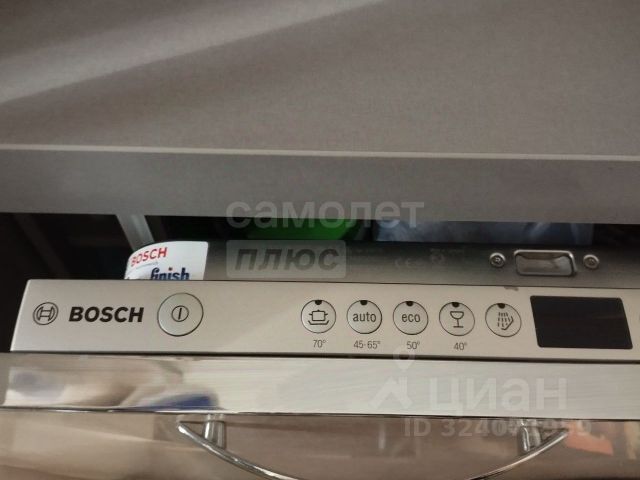 самолет
плюс
BOSCH
finish
BOSCH
auto
eco
70°
45-65°
50°
40°
циан